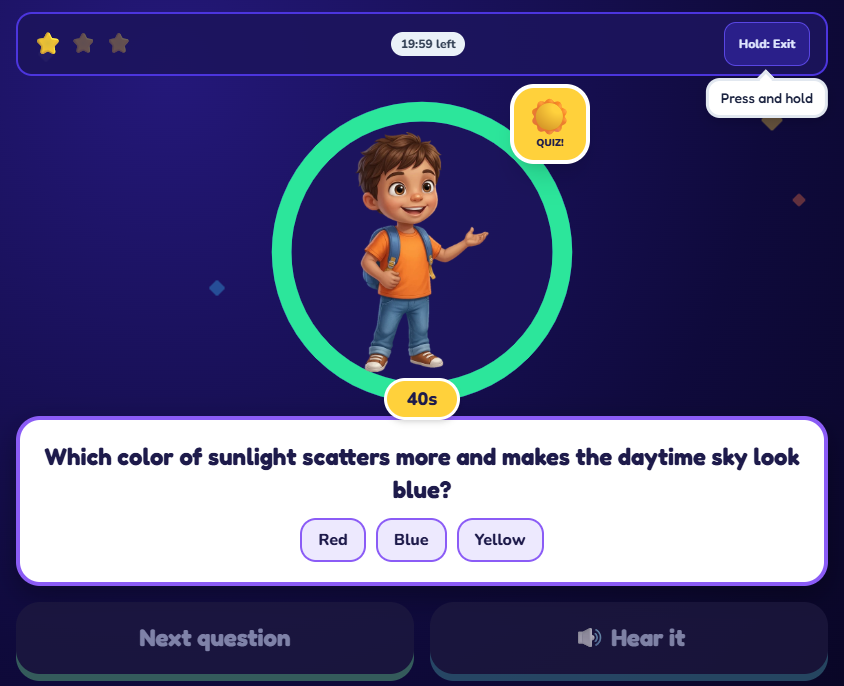 19:59 left
Hold: Exit
Press and hold
QUIZ!
40s
Which color of sunlight scatters more and makes the daytime sky look
blue?
Red
Blue
Yellow
Next question
Hear it